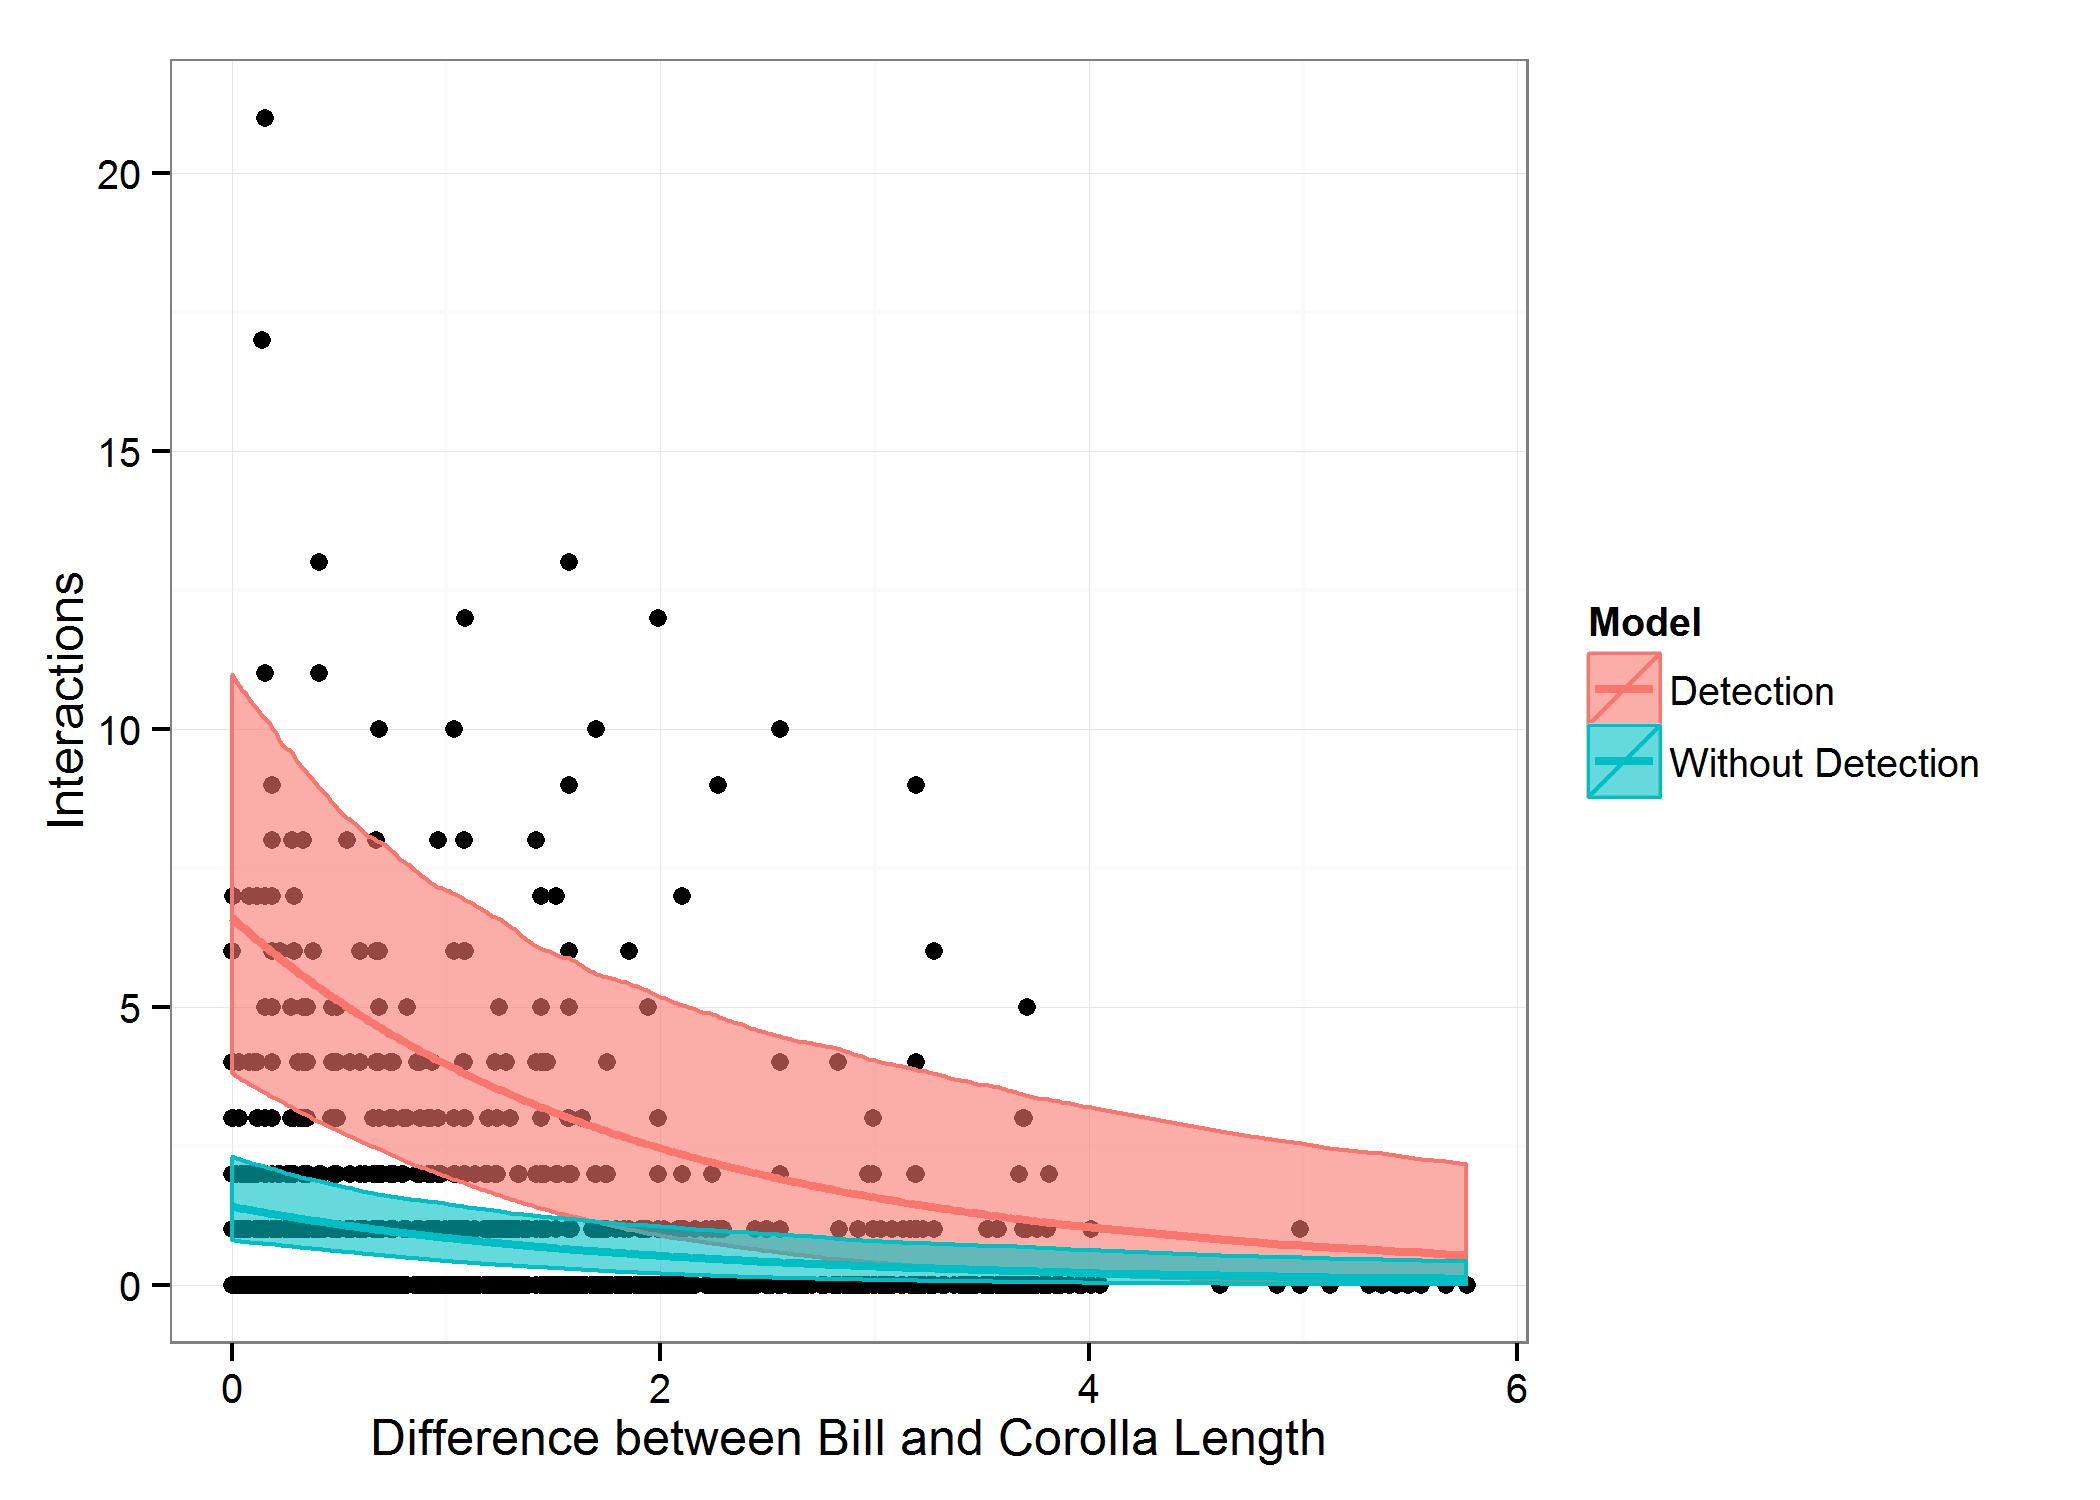 Interactions
20
15
10
5
0
0 2 4 6
Difference between Bill and Corolla Length
Model
Detection
Without Detection